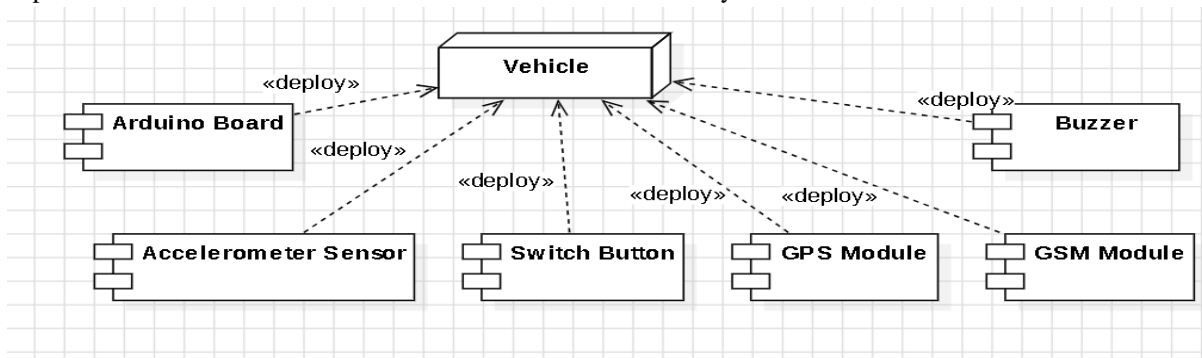 Vehicle
«deploy»
«deploy»
Arduino Board
Buzzer
«deploy»
«deploy»
«deploy»
«deploy»
Accelerometer Sensor
Switch Button
GPS Module
GSM Module